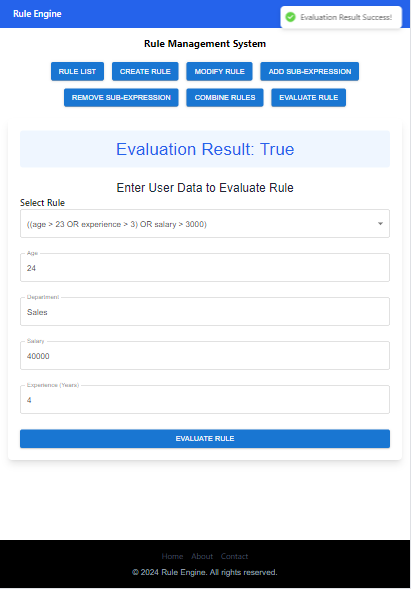 Rule Engine
Evaluation Result Success!
Rule Management System
RULE LIST CREATE RULE MODIFY RULE ADD SUB-EXPRESSION
REMOVE SUB-EXPRESSION COMBINE RULES EVALUATE RULE
Evaluation Result: True
Enter User Data to Evaluate Rule
Select Rule
((age > 23 OR experience > 3) OR salary > 3000)
Age
24
Department
Sales
Salary
40000
Experience (Years)
4
EVALUATE RULE
Home About Contact
© 2024 Rule Engine. All rights reserved.